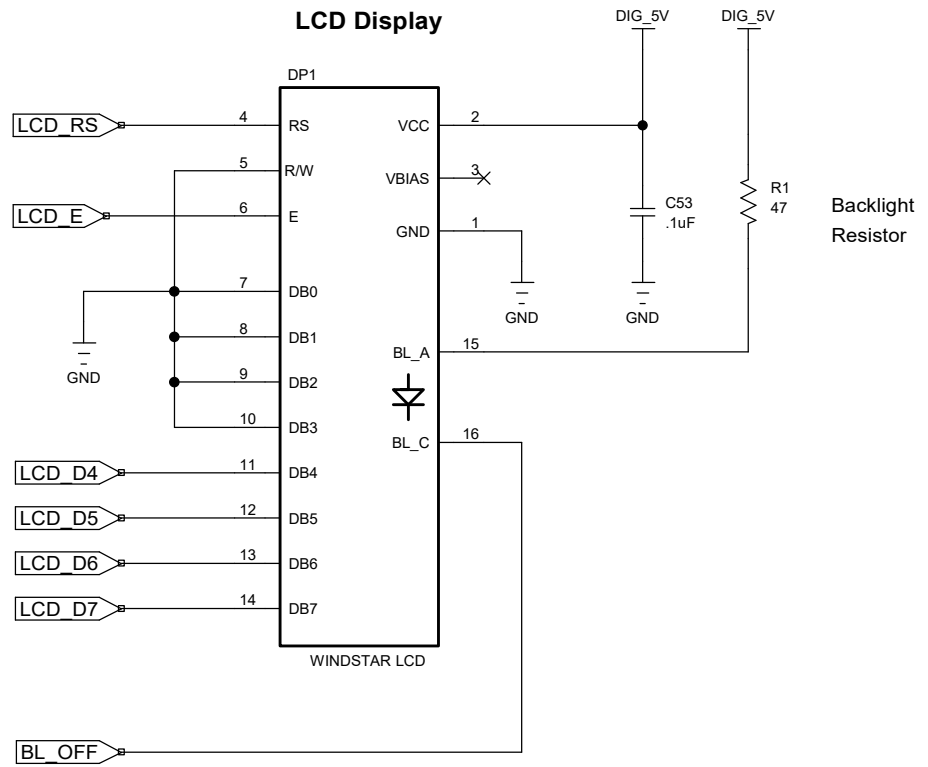 LCD Display
DIG_5V
DIG_5V
DP1
LCD_RS
4
RS
VCC
2
5
R/W
VBIAS
3
LCD_E
6
E
GND
1
C53
.1uF
R1
47
Backlight
Resistor
7
DB0
GND
GND
8
DB1
GND
BL_A
15
9
DB2
10
DB3
BL_C
16
LCD_D4
11
DB4
LCD_D5
12
DB5
LCD_D6
13
DB6
LCD_D7
14
DB7
WINDSTAR LCD
BL_OFF